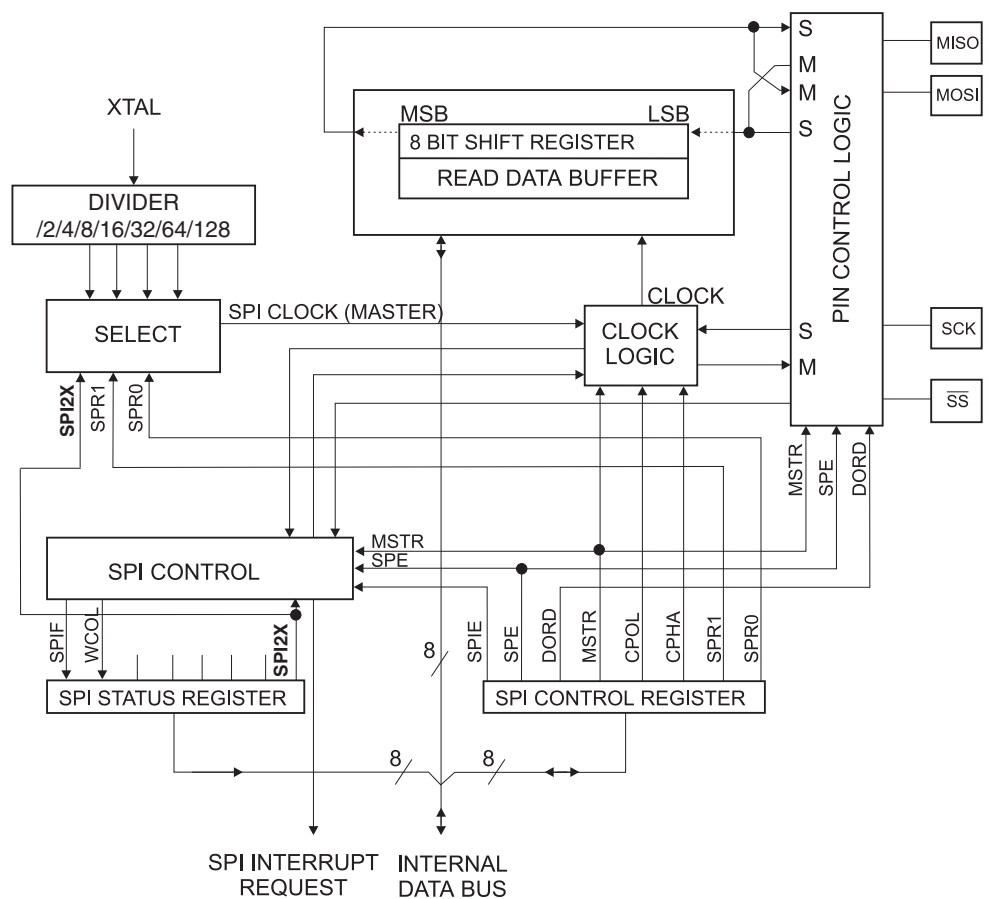 S
MISO
M
M
MOSI
XTAL
MSB
LSB
S
8 BIT SHIFT REGISTER
READ DATA BUFFER
DIVIDER
/2/4/8/16/32/64/128
PIN CONTROL LOGIC
SPI CLOCK (MASTER)
CLOCK
SELECT
CLOCK
LOGIC
S
SCK
M
SS
SPI2X
SPR1
SPR0
MSTR
SPE
DORD
MSTR
SPE
SPI CONTROL
SPIF
WCOL
SPI2X
8
SPIE
SPE
DORD
MSTR
CPOL
CPHA
SPR1
SPR0
SPI STATUS REGISTER
SPI CONTROL REGISTER
8
8
SPI INTERRUPT
REQUEST
INTERNAL
DATA BUS